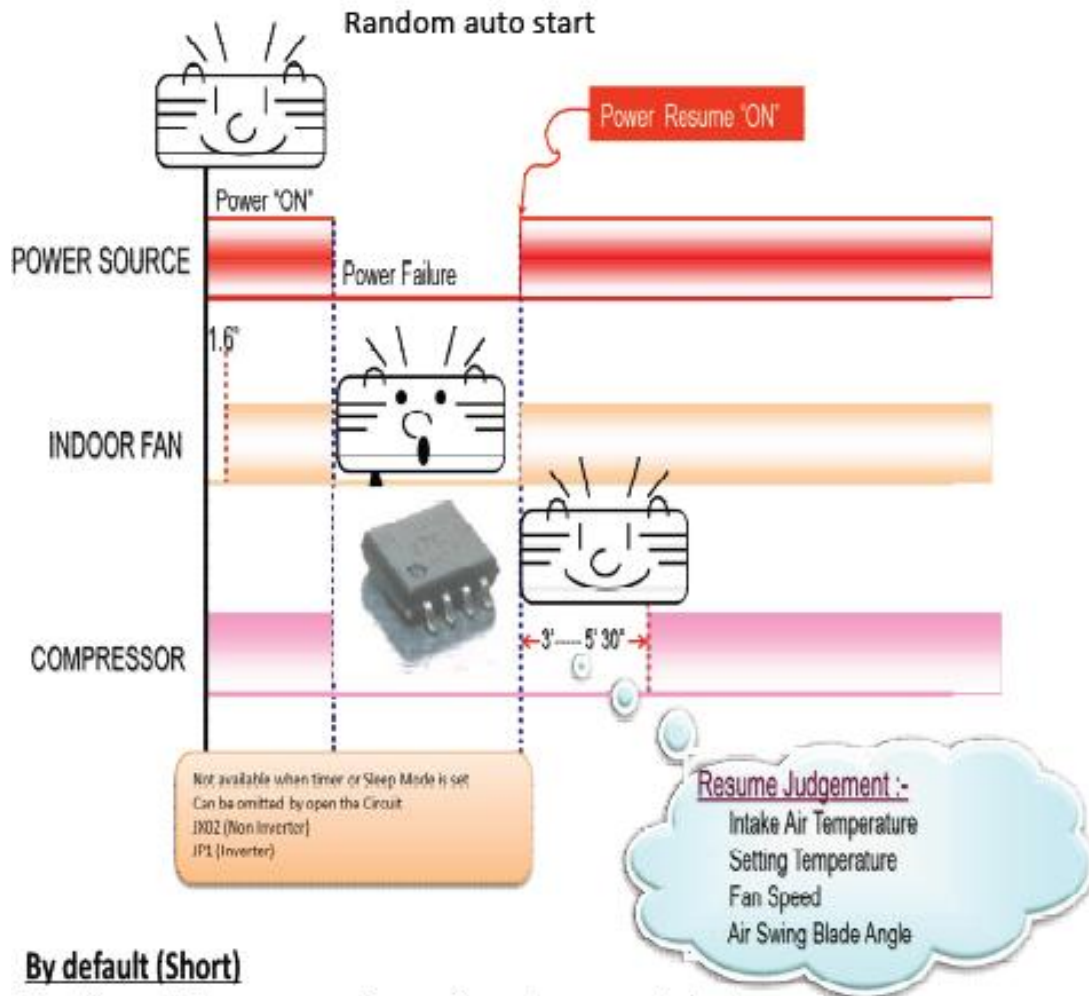 Random auto start
Power Resume "ON"
Power "ON"
POWER SOURCE
Power Failure
1.6"
INDOOR FAN
3' ----- 5' 30"
COMPRESSOR
Not available when timer or Sleep Mode is set
Can be omitted by open the Circuit
JX02 (Non Inverter)
JP1 (Inverter)
Resume Judgement :-
Intake Air Temperature
Setting Temperature
Fan Speed
Air Swing Blade Angle
By default (Short)